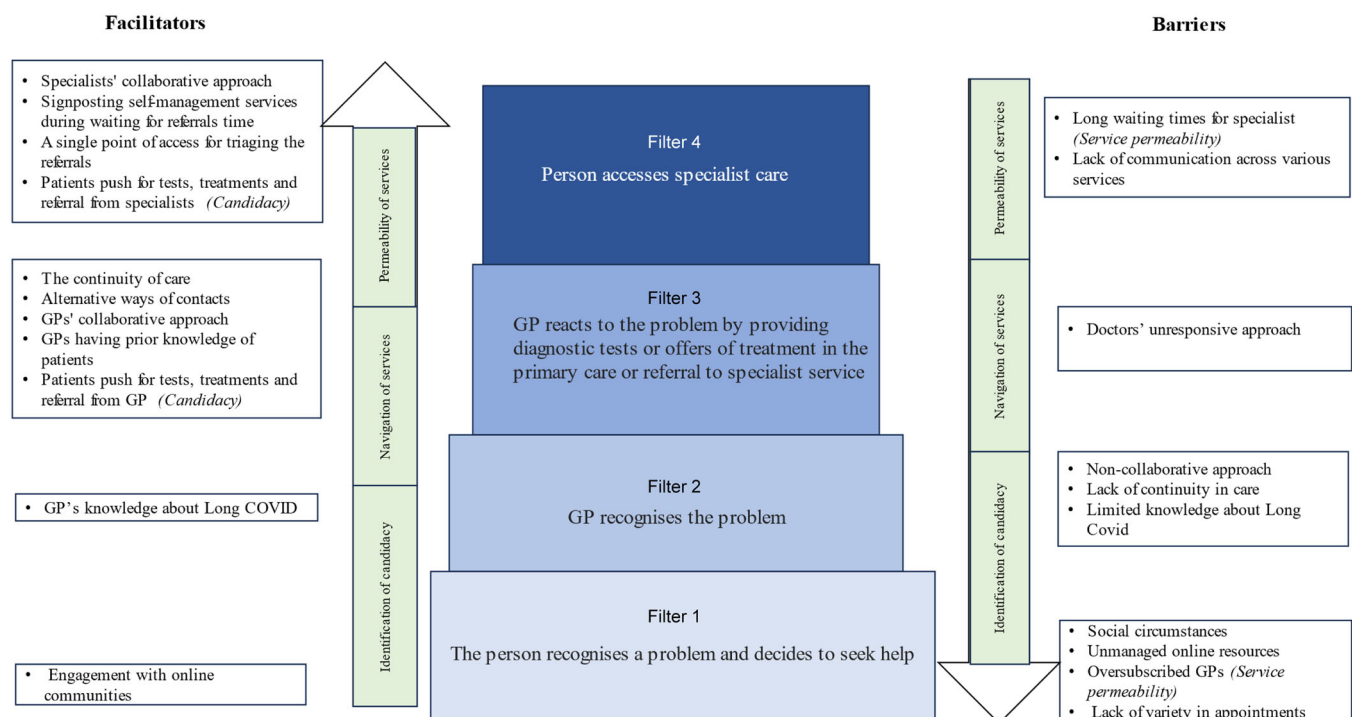 Facilitators
Barriers
• Specialists' collaborative approach
• Signposting self-management services
during waiting for referrals time
• A single point of access for triaging the
referrals
• Patients push for tests, treatments and
referral from specialists (Candidacy)
• The continuity of care
• Alternative ways of contacts
• GPs' collaborative approach
• GPs having prior knowledge of
patients
• Patients push for tests, treatments and
referral from GP (Candidacy)
• GP's knowledge about Long COVID
• Engagement with online
communities
Permeability of services
Navigation of services
Identification of candidacy
Filter 4
Person accesses specialist care
Filter 3
GP reacts to the problem by providing
diagnostic tests or offers of treatment in the
primary care or referral to specialist service
Filter 2
GP recognises the problem
Filter 1
The person recognises a problem and decides to seek help
Permeability of services
Navigation of services
Identification of candidacy
• Long waiting times for specialist
(Service permeability)
• Lack of communication across various
services
• Doctors' unresponsive approach
• Non-collaborative approach
• Lack of continuity in care
• Limited knowledge about Long
Covid
• Social circumstances
• Unmanaged online resources
• Oversubscribed GPs (Service
permeability)
• Lack of variety in appointments